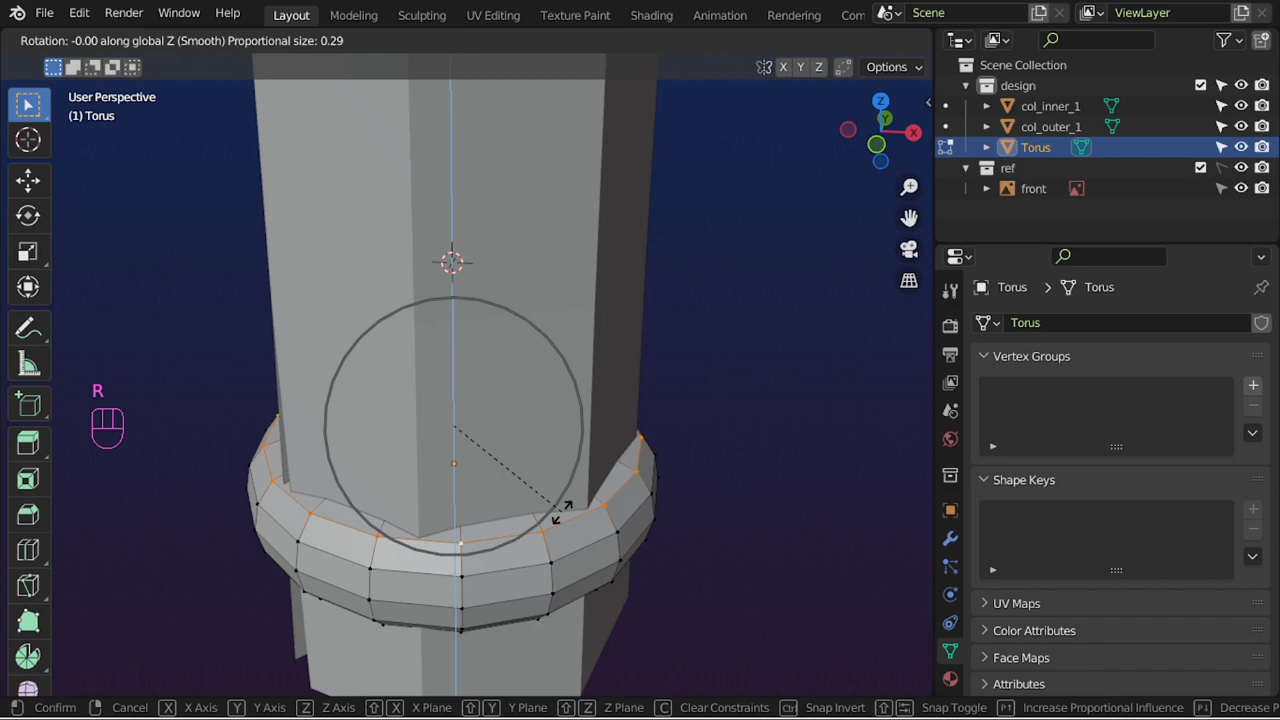 File Edit Render Window Help Layout Modeling Sculpting UV Editing Texture Paint Shading Animation Rendering Com Scene ViewLayer
Rotation: -0.00 along global Z (Smooth) Proportional size: 0.29
X Y Z Options
User Perspective
(1) Torus
Z
Y
X
R
Scene Collection
design
col_inner_1
col_outer_1
Torus
ref
front
Torus > Torus
Torus
Vertex Groups
Shape Keys
UV Maps
Color Attributes
Face Maps
Attributes
Confirm Cancel X X Axis Y Y Axis Z Z Axis X X Plane Y Y Plane Z Z Plane C Clear Constraints Ctrl Snap Invert Snap Toggle Increase Proportional Influence Decrease P